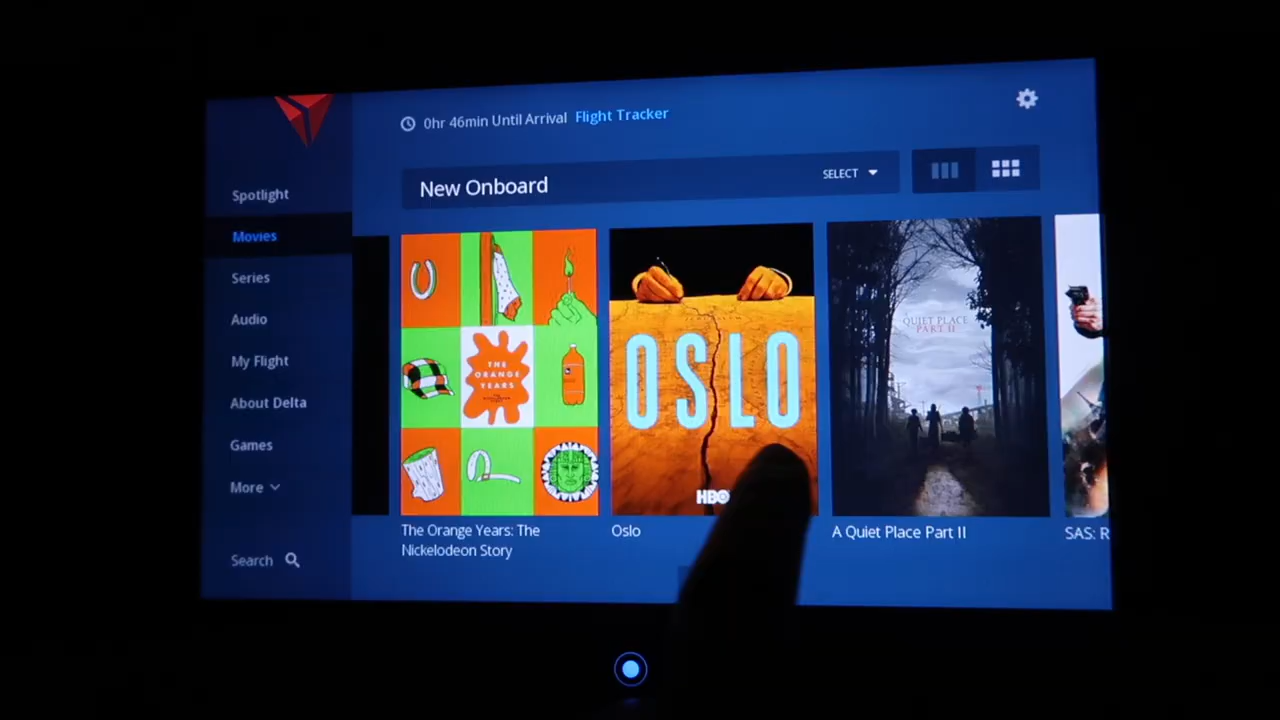 0hr 46min Until Arrival Flight Tracker
Spotlight
Movies
Series
Audio
My Flight
About Delta
Games
More
Search
New Onboard
SELECT
THE
ORANGE
YEARS
OSLO
HBO
QUIET PLACE
PART II
The Orange Years: The
Nickelodeon Story
Oslo
A Quiet Place Part II
SAS: R